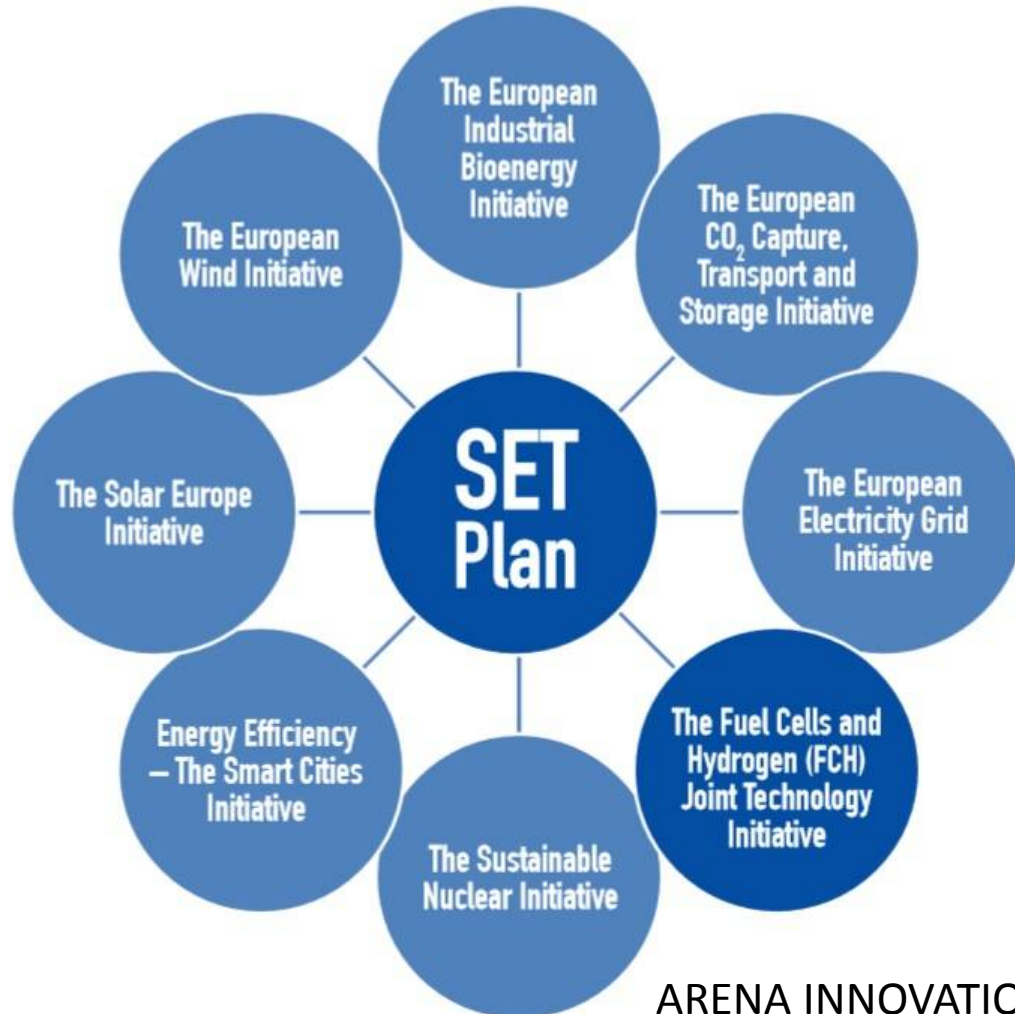 The European
Industrial
Bioenergy
Initiative
The European
CO₂ Capture,
Transport and
Storage Initiative
The European
Electricity Grid
Initiative
The Fuel Cells and
Hydrogen (FCH)
Joint Technology
Initiative
The Sustainable
Nuclear Initiative
Energy Efficiency
– The Smart Cities
Initiative
The Solar Europe
Initiative
The European
Wind Initiative
SET
Plan
ARENA INNOVATIO